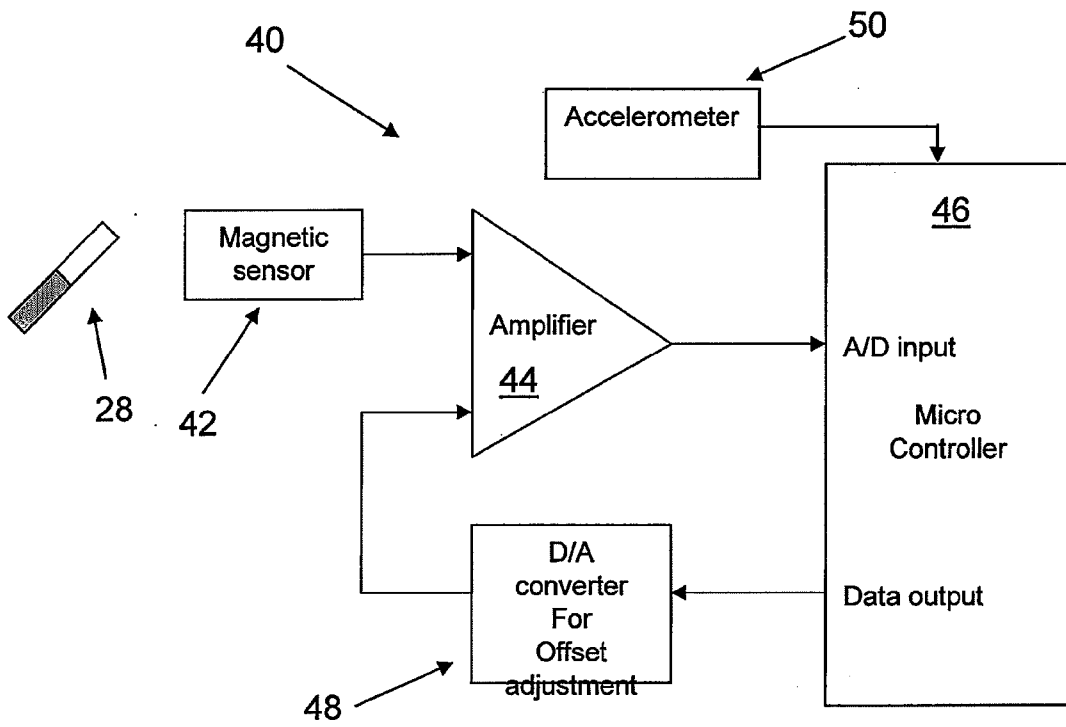 40
50
Accelerometer
46
Magnetic
sensor
Amplifier
44
A/D input
28
42
Micro
Controller
D/A
converter
For
Offset
adjustment
Data output
48